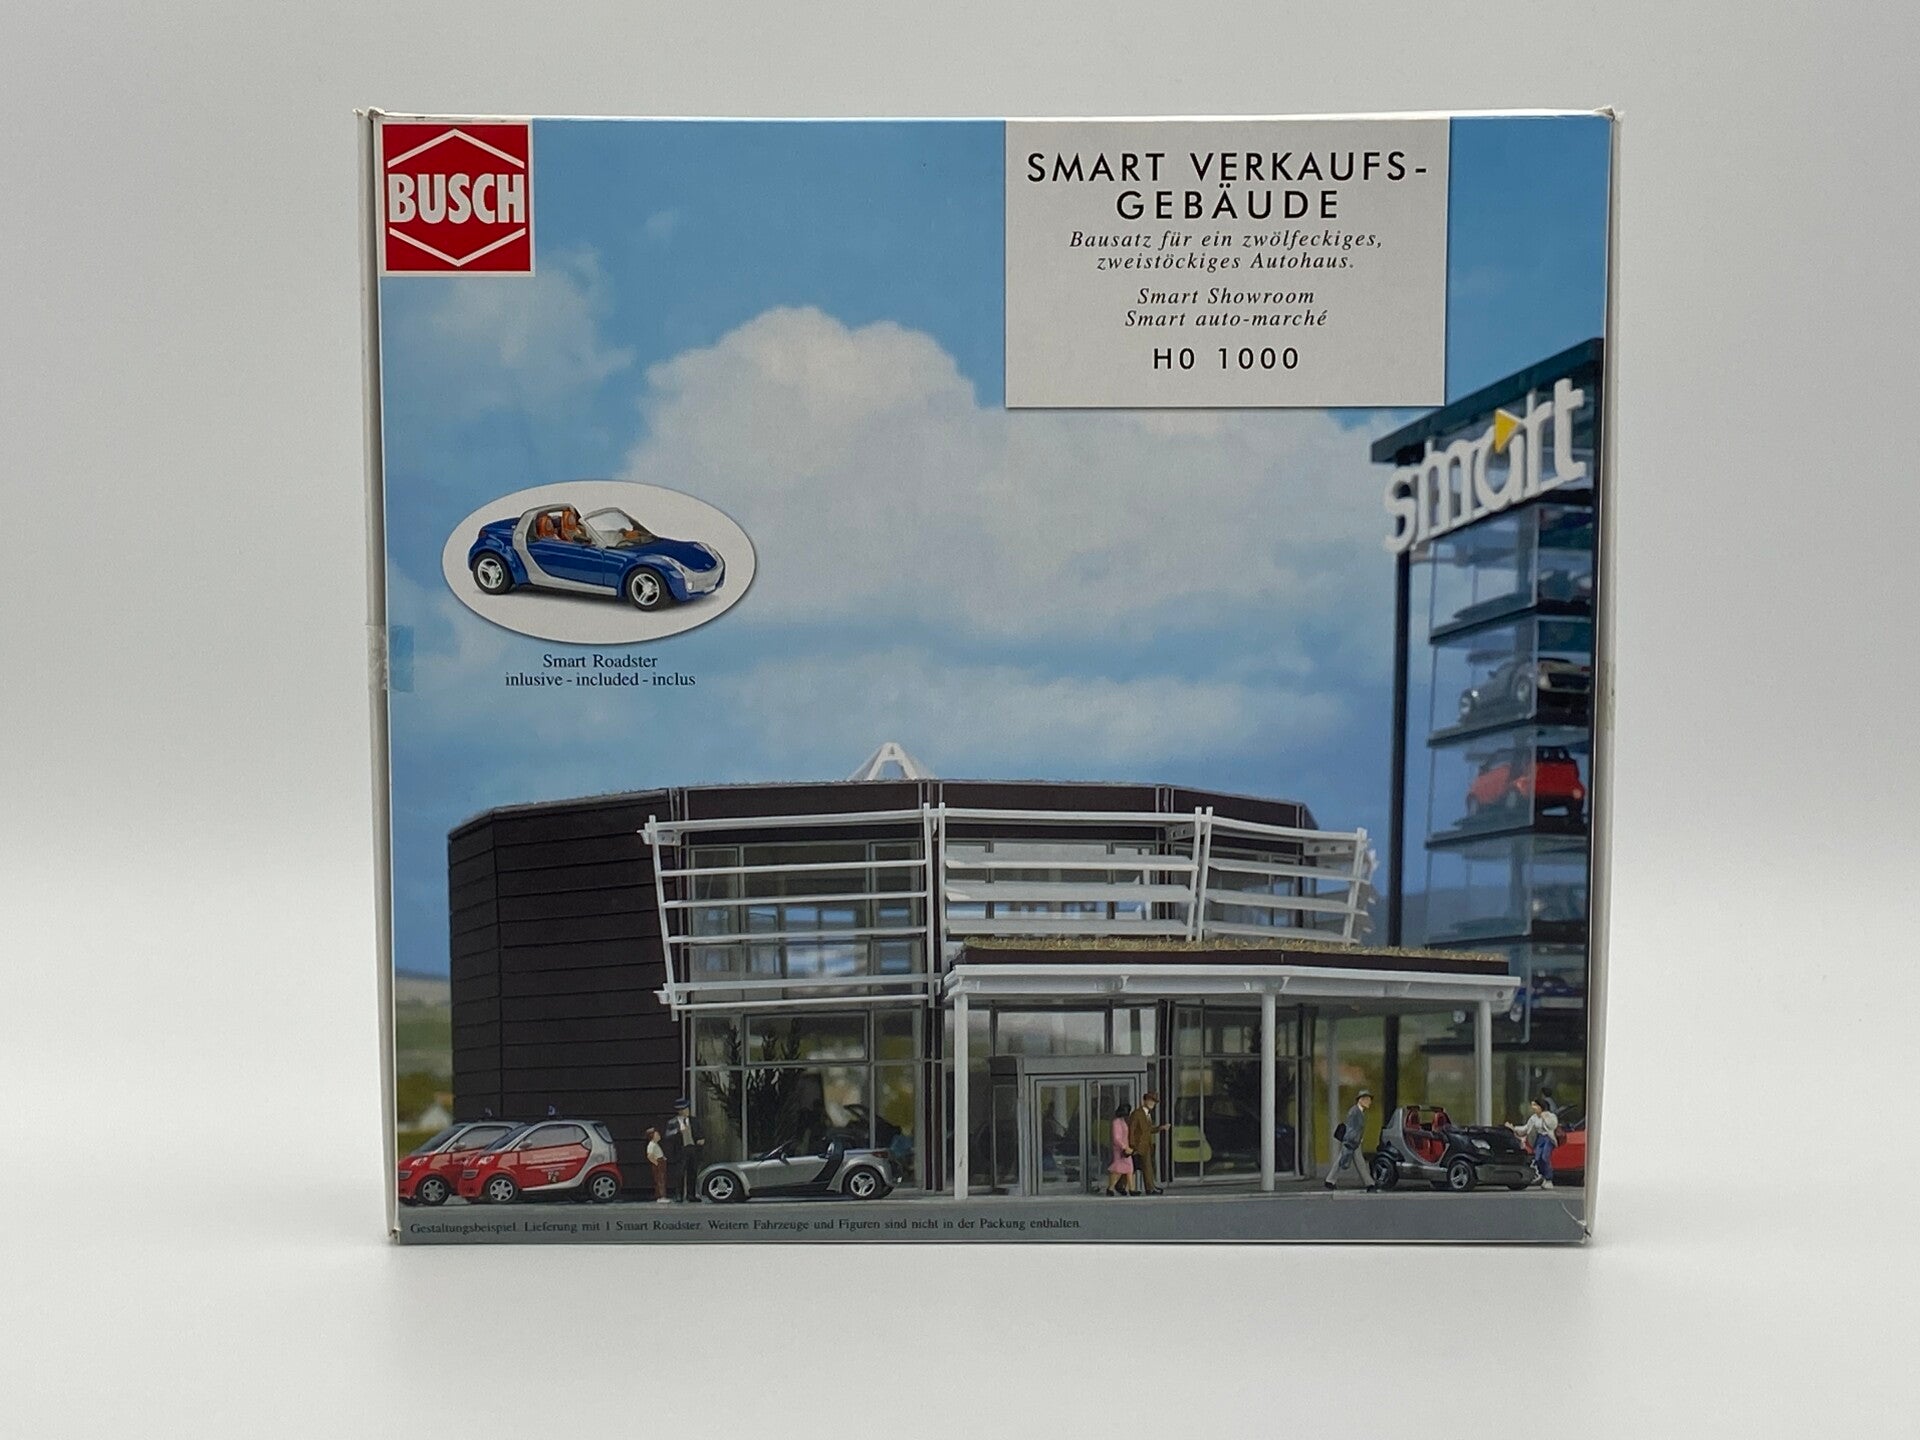 BUSCH
SMART VERKAUFS-
GEBÄUDE
Bausatz für ein zwölfeckiges,
zweistöckiges Autohaus.
Smart Showroom
Smart auto-marché
H0 1000
smart
Smart Roadster
inlusive - included - inclus
Gestaltungsbeispiel. Lieferung mit 1 Smart Roadster. Weitere Fahrzeuge und Figuren sind nicht in der Packung enthalten.